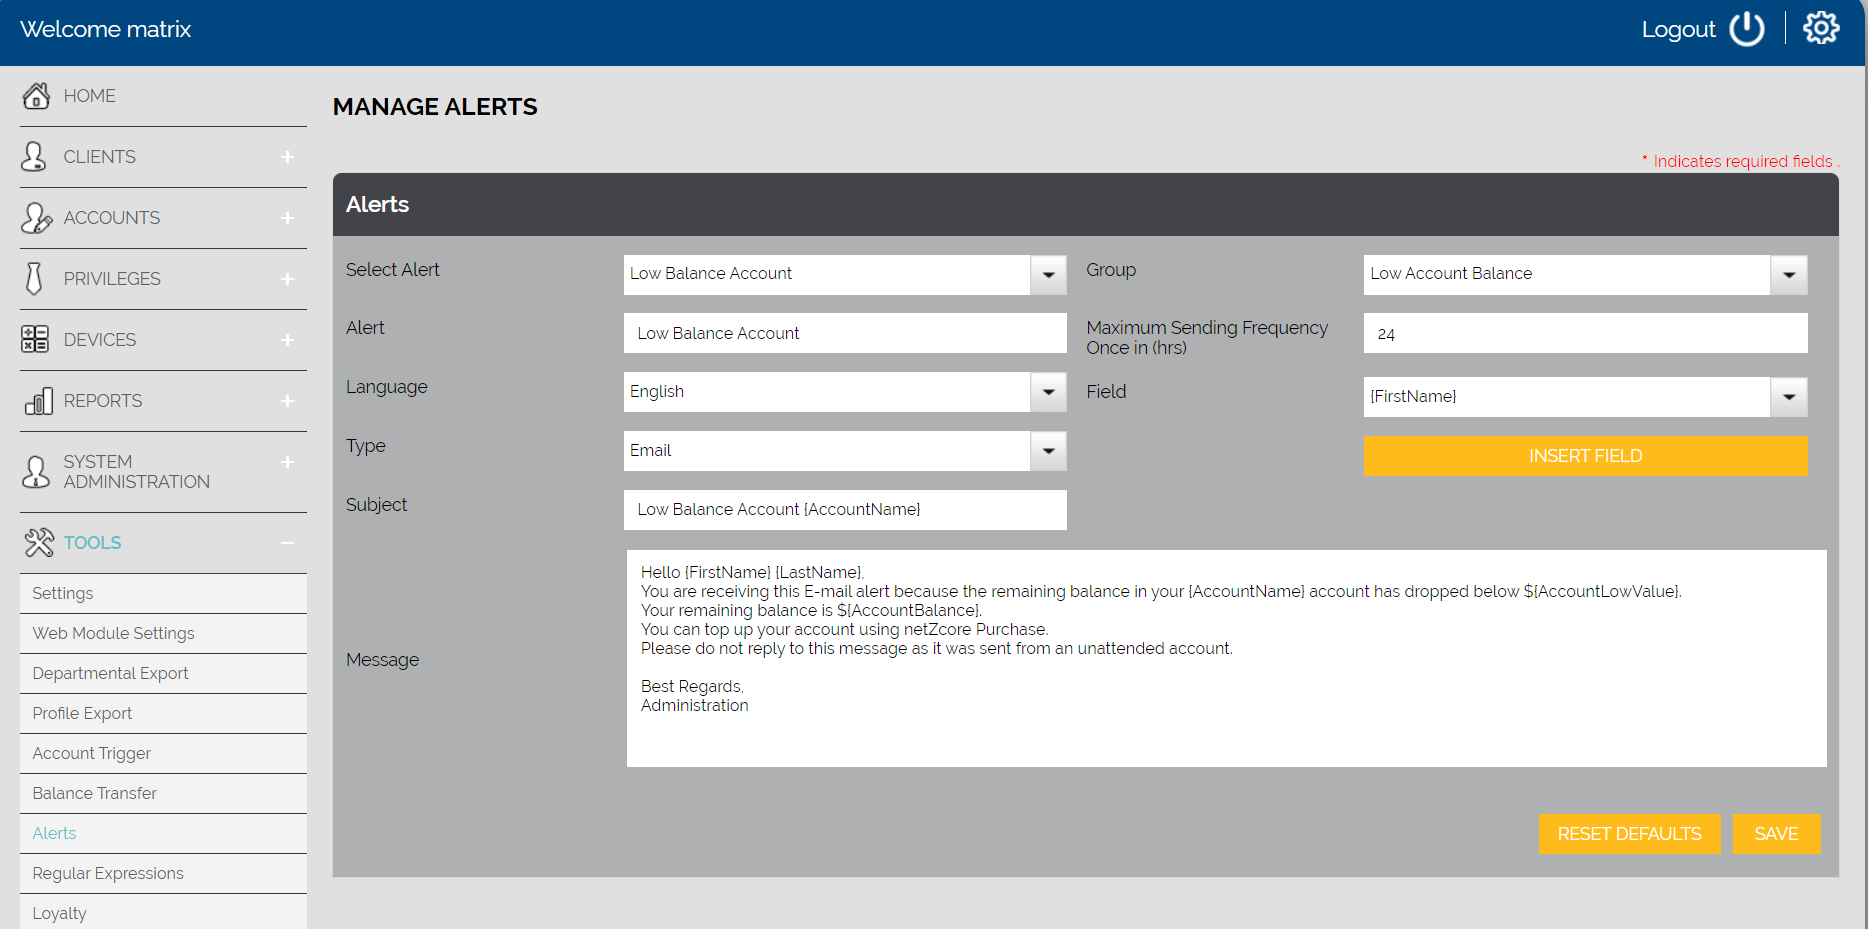 Welcome matrix
Logout
HOME
CLIENTS
ACCOUNTS
PRIVILEGES
DEVICES
REPORTS
SYSTEM
ADMINISTRATION
TOOLS
Settings
Web Module Settings
Departmental Export
Profile Export
Account Trigger
Balance Transfer
Alerts
Regular Expressions
Loyalty
MANAGE ALERTS
* Indicates required fields .
Alerts
Select Alert
Low Balance Account
Group
Low Account Balance
Alert
Low Balance Account
Maximum Sending Frequency
Once in (hrs)
24
Language
English
Field
{FirstName}
Type
Email
INSERT FIELD
Subject
Low Balance Account {AccountName}
Message
Hello {FirstName} {LastName},
You are receiving this E-mail alert because the remaining balance in your {AccountName} account has dropped below ${AccountLowValue}.
Your remaining balance is ${AccountBalance}.
You can top up your account using netZcore Purchase.
Please do not reply to this message as it was sent from an unattended account.
Best Regards,
Administration
RESET DEFAULTS
SAVE